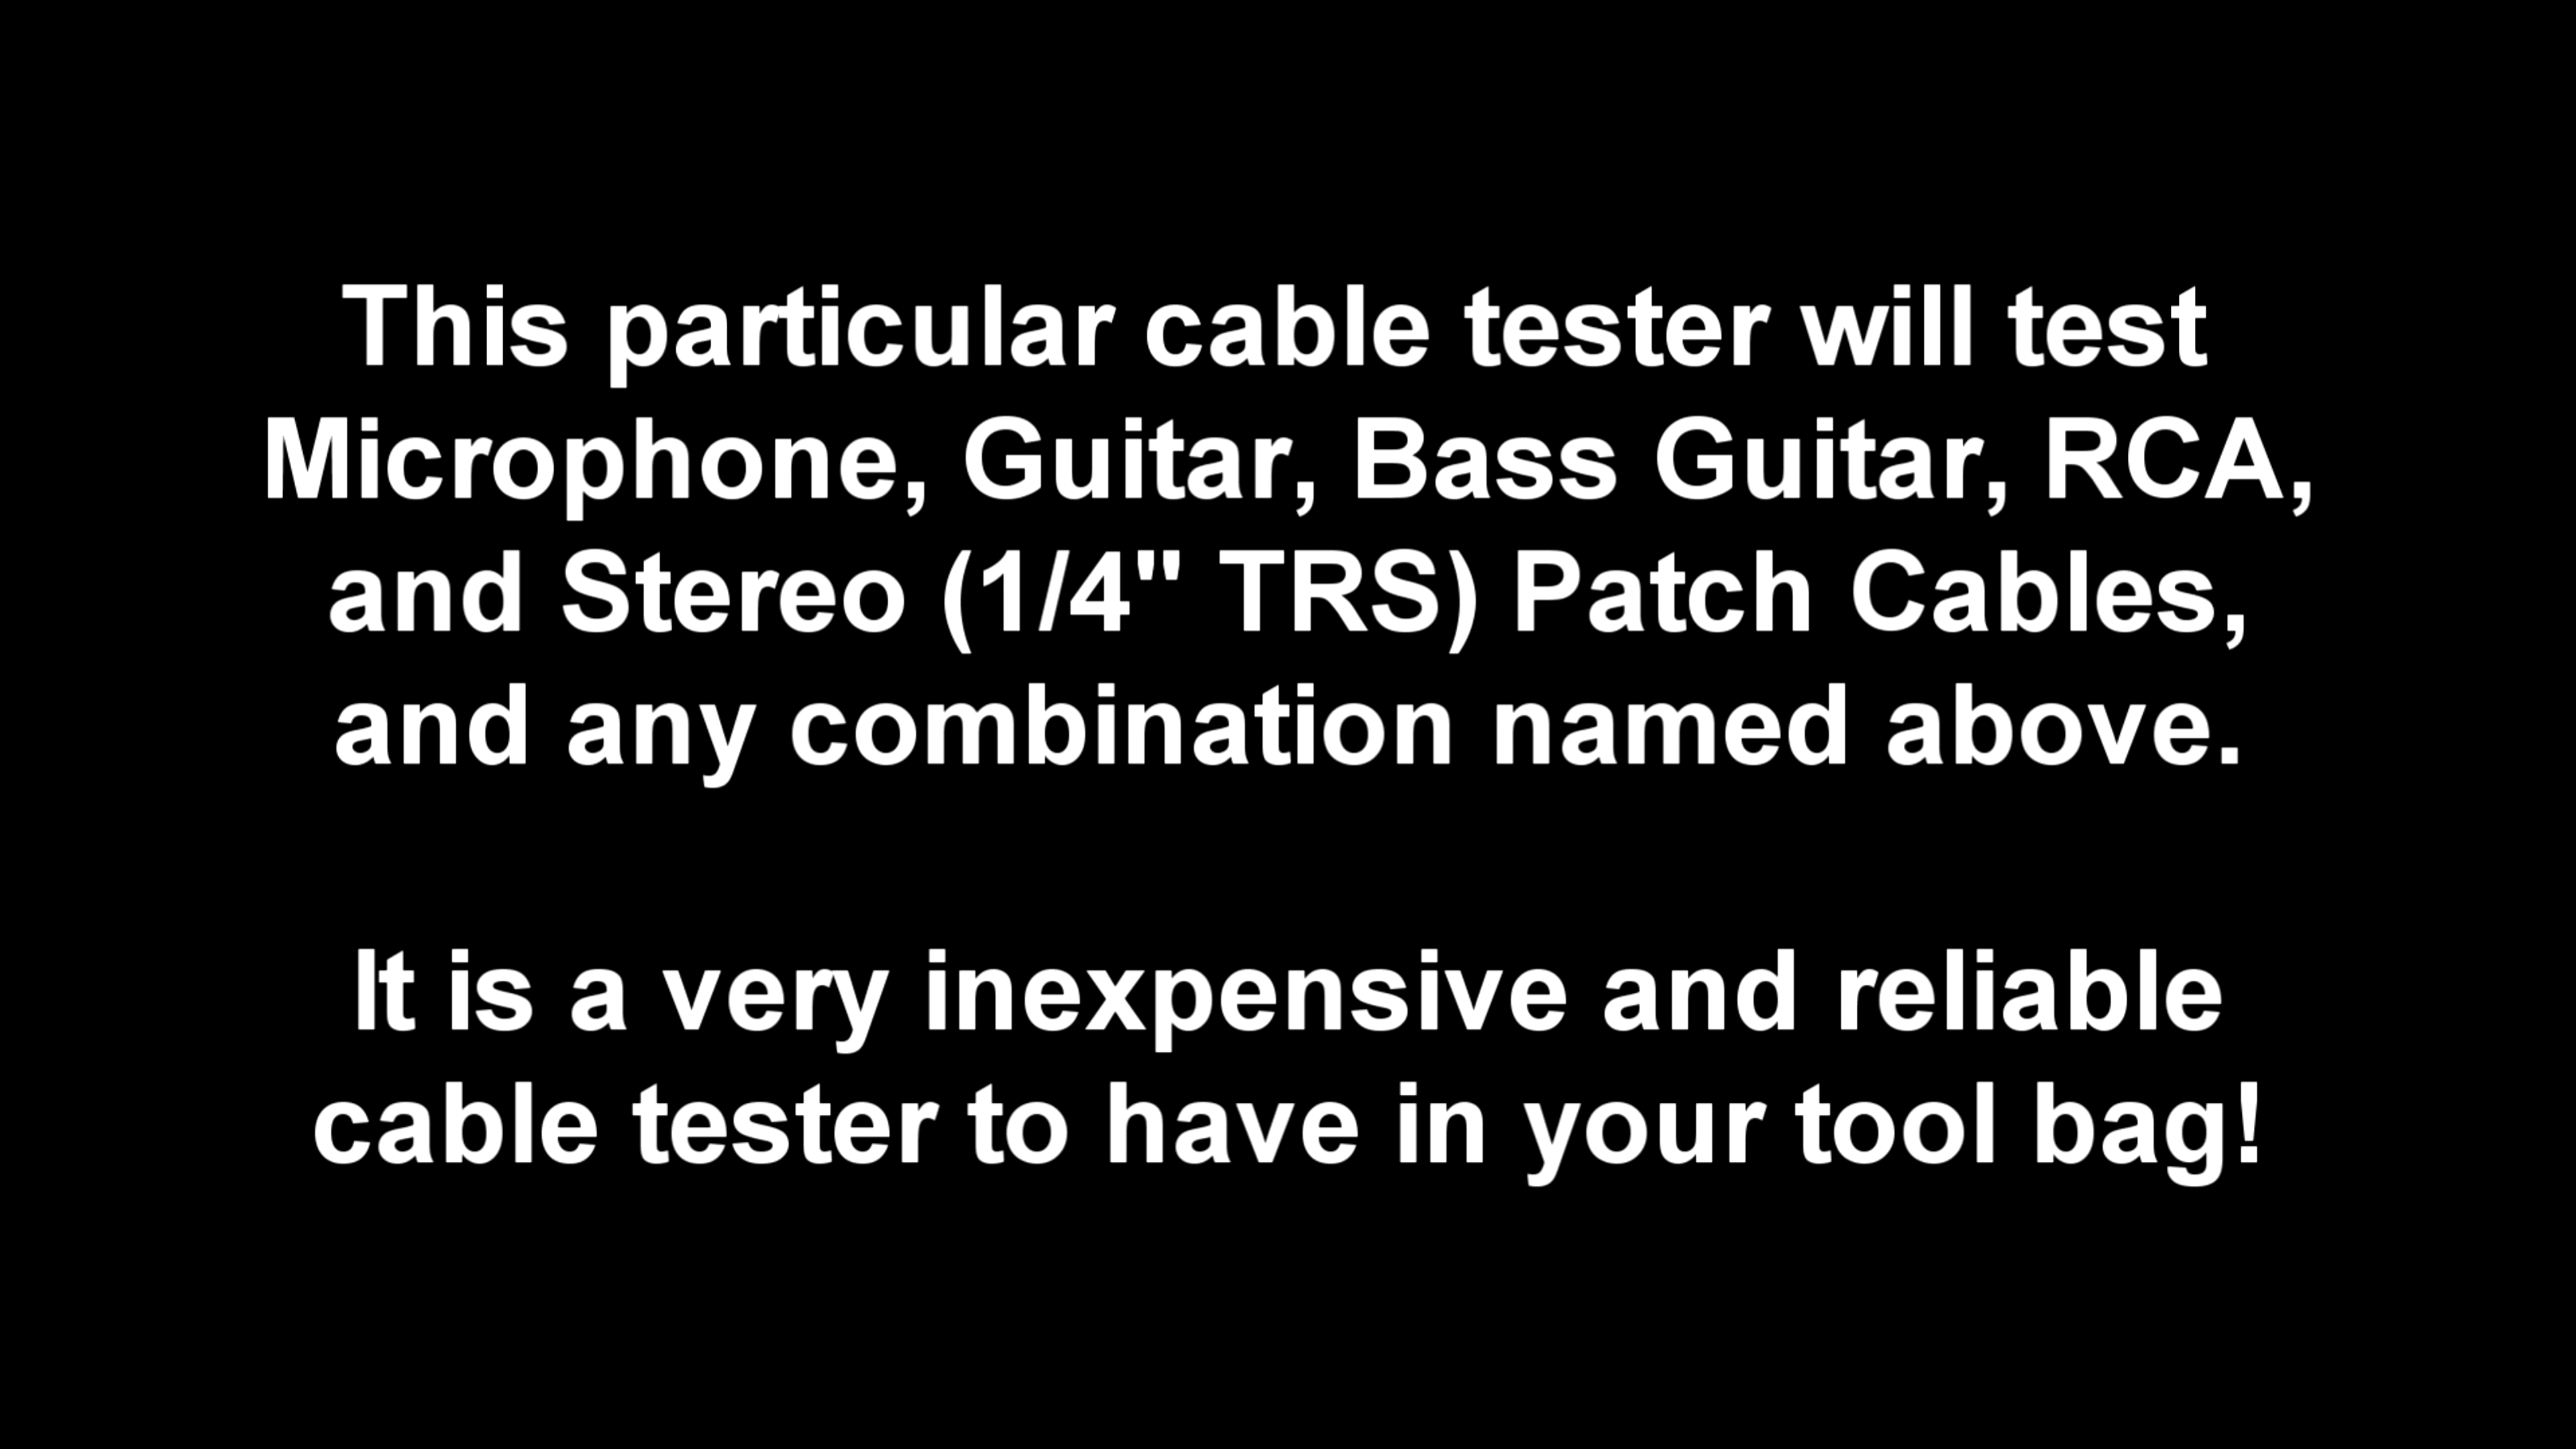 This particular cable tester will test
Microphone, Guitar, Bass Guitar, RCA,
and Stereo (1/4" TRS) Patch Cables,
and any combination named above.
It is a very inexpensive and reliable
cable tester to have in your tool bag!